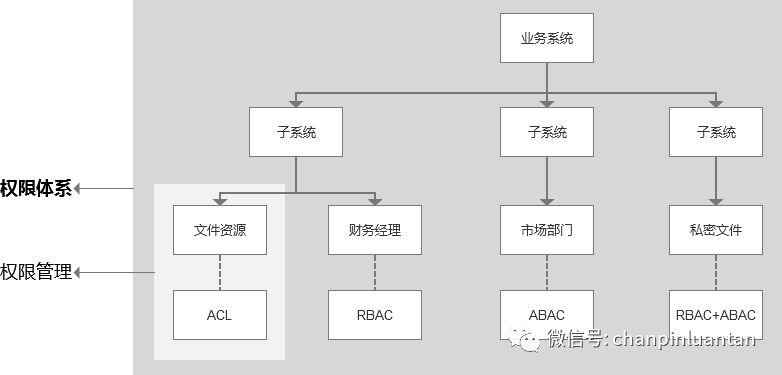 业务系统
子系统
子系统
子系统
权限体系
文件资源
财务经理
市场部门
私密文件
权限管理
ACL
RBAC
ABAC
RBAC+ABAC
微信号: chanpinluantan